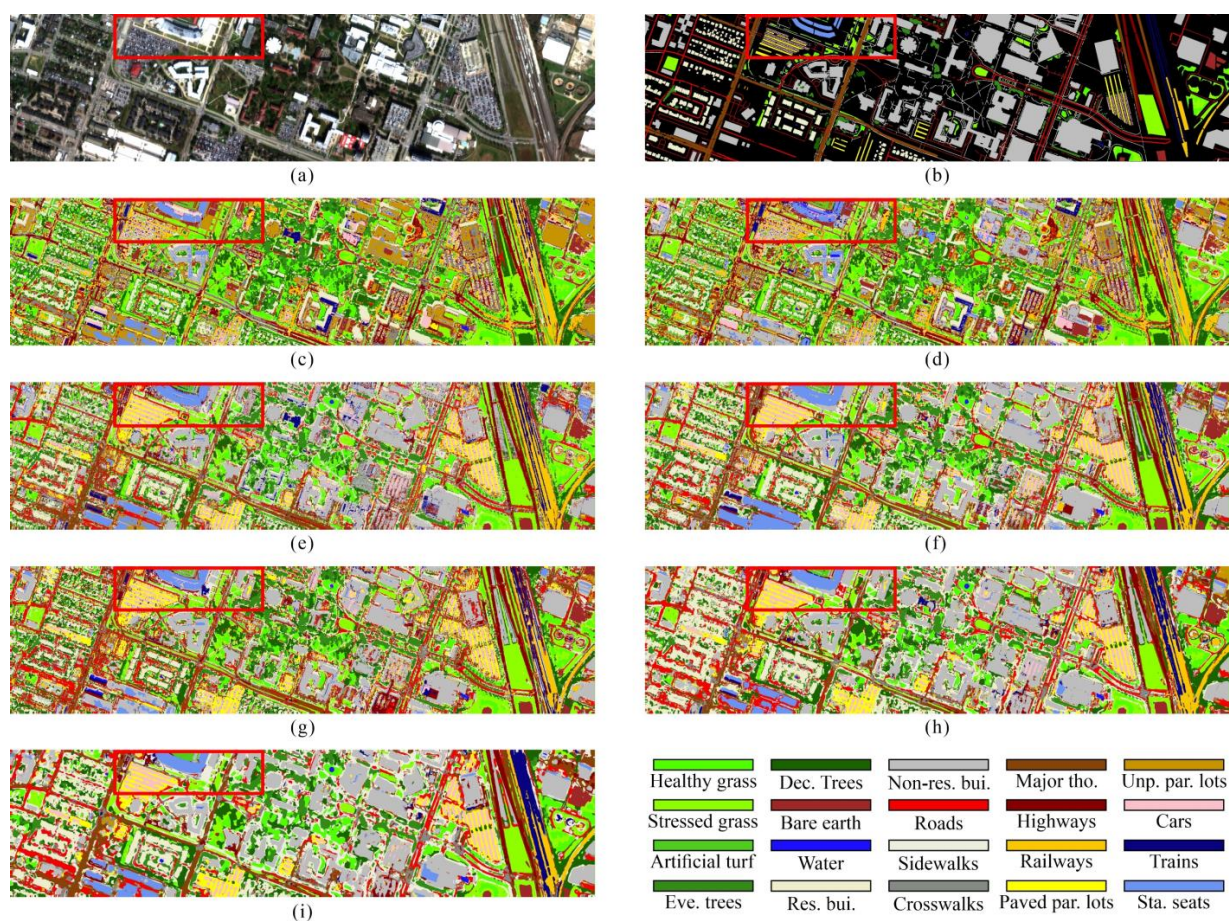 (a)
(b)
(c)
(d)
(e)
(f)
(g)
(h)
(i)
Healthy grass Dec. Trees Non-res. bui. Major tho. Unp. par. lots
Stressed grass Bare earth Roads Highways Cars
Artificial turf Water Sidewalks Railways Trains
Eve. trees Res. bui. Crosswalks Paved par. lots Sta. seats